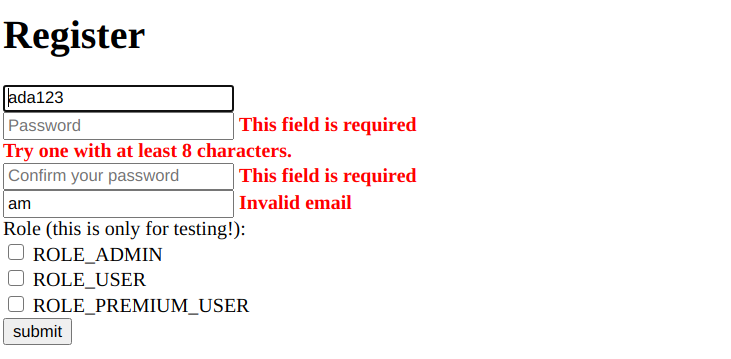 Register
ada123
Password This field is required
Try one with at least 8 characters.
Confirm your password This field is required
am Invalid email
Role (this is only for testing!):
ROLE_ADMIN
ROLE_USER
ROLE_PREMIUM_USER
submit